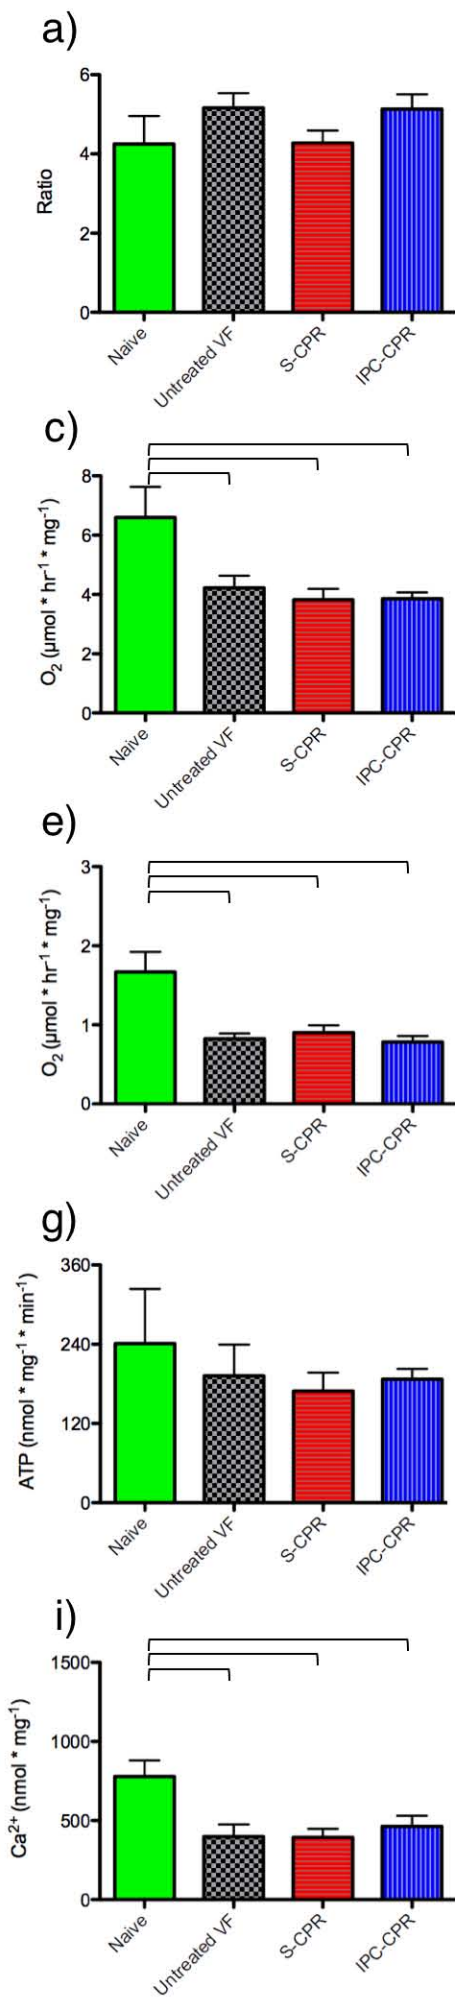 a)
6
4
2
0
Ratio
Naive
Untreated VF
S-CPR
IPC-CPR
c)
8
6
4
2
0
O₂ (µmol * hr⁻¹ * mg⁻¹)
Naive
Untreated VF
S-CPR
IPC-CPR
e)
3
2
1
0
O₂ (µmol * hr⁻¹ * mg⁻¹)
Naive
Untreated VF
S-CPR
IPC-CPR
g)
360
240
120
0
ATP (nmol * mg⁻¹ * min⁻¹)
Naive
Untreated VF
S-CPR
IPC-CPR
i)
1500
1000
500
0
Ca²⁺ (nmol * mg⁻¹)
Naive
Untreated VF
S-CPR
IPC-CPR